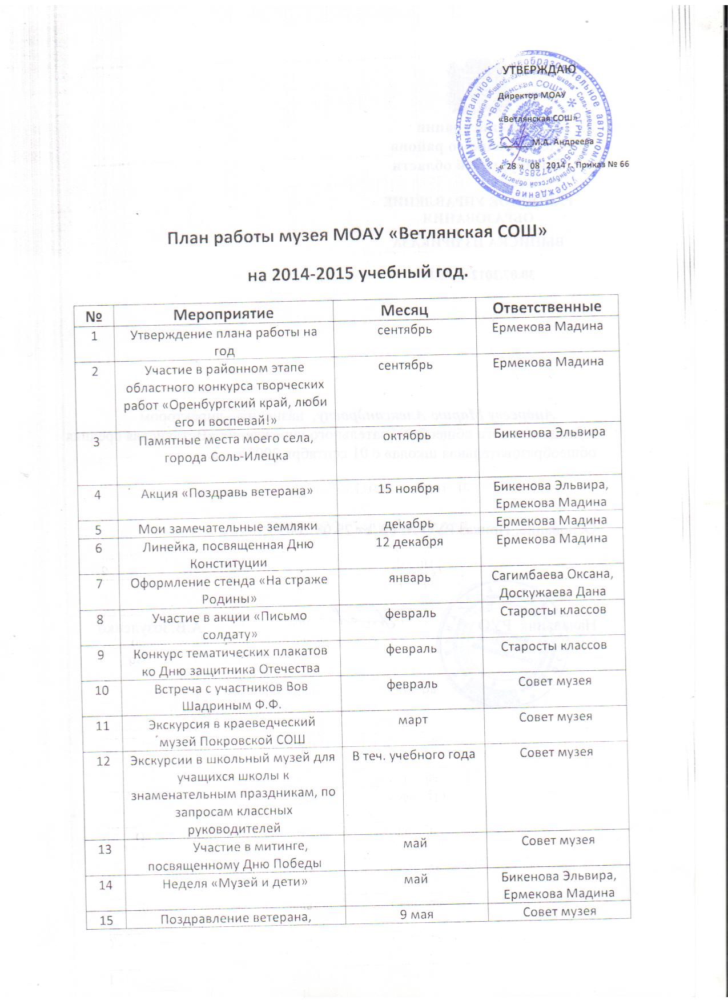 УТВЕРЖДАЮ
Директор МОАУ
«Ветлянская СОШ»
М.А. Андреева
« 28 » 08 2014 г. Приказ № 66
План работы музея МОАУ «Ветлянская СОШ»
на 2014-2015 учебный год.
№ Мероприятие Месяц Ответственные
1 Утверждение плана работы на сентябрь Ермекова Мадина
год
2 Участие в районном этапе сентябрь Ермекова Мадина
областного конкурса творческих
работ «Оренбургский край, люби
его и воспевай!»
3 Памятные места моего села, октябрь Бикенова Эльвира
города Соль-Илецка
4 Акция «Поздравь ветерана» 15 ноября Бикенова Эльвира,
Ермекова Мадина
5 Мои замечательные земляки декабрь Ермекова Мадина
6 Линейка, посвященная Дню 12 декабря Ермекова Мадина
Конституции
7 Оформление стенда «На страже январь Сагимбаева Оксана,
Родины» Доскужаева Дана
8 Участие в акции «Письмо февраль Старосты классов
солдату»
9 Конкурс тематических плакатов февраль Старосты классов
ко Дню защитника Отечества
10 Встреча с участников Вов февраль Совет музея
Шадриным Ф.Ф.
11 Экскурсия в краеведческий март Совет музея
музей Покровской СОШ
12 Экскурсии в школьный музей для В теч. учебного года Совет музея
учащихся школы к
знаменательным праздникам, по
запросам классных
руководителей
13 Участие в митинге, май Совет музея
посвященному Дню Победы
14 Неделя «Музей и дети» май Бикенова Эльвира,
Ермекова Мадина
15 Поздравление ветерана, 9 мая Совет музея